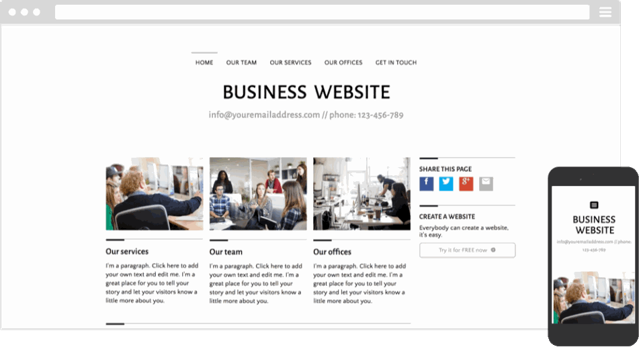 HOME OUR TEAM OUR SERVICES OUR OFFICES GET IN TOUCH
BUSINESS WEBSITE
info@youremailaddress.com // phone: 123-456-789
SHARE THIS PAGE
f
g+
CREATE A WEBSITE
Everybody can create a website,
it's easy.
Try it for FREE now
Our services
I'm a paragraph. Click here to add
your own text and edit me. I'm a
great place for you to tell your
story and let your visitors know a
little more about you.
Our team
I'm a paragraph. Click here to add
your own text and edit me. I'm a
great place for you to tell your
story and let your visitors know a
little more about you.
Our offices
I'm a paragraph. Click here to add
your own text and edit me. I'm a
great place for you to tell your
story and let your visitors know a
little more about you.
BUSINESS
WEBSITE
info@youremailaddress.com // phone:
123-456-789